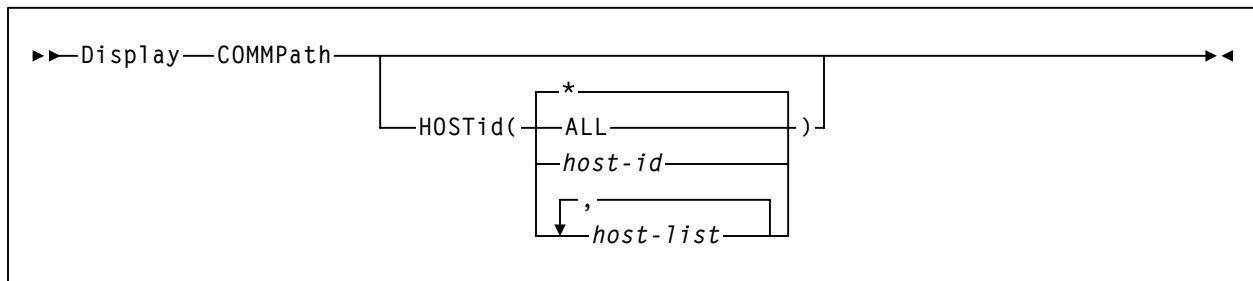 Display COMMPath
*
HOSTid( ALL )
host-id
,
host-list